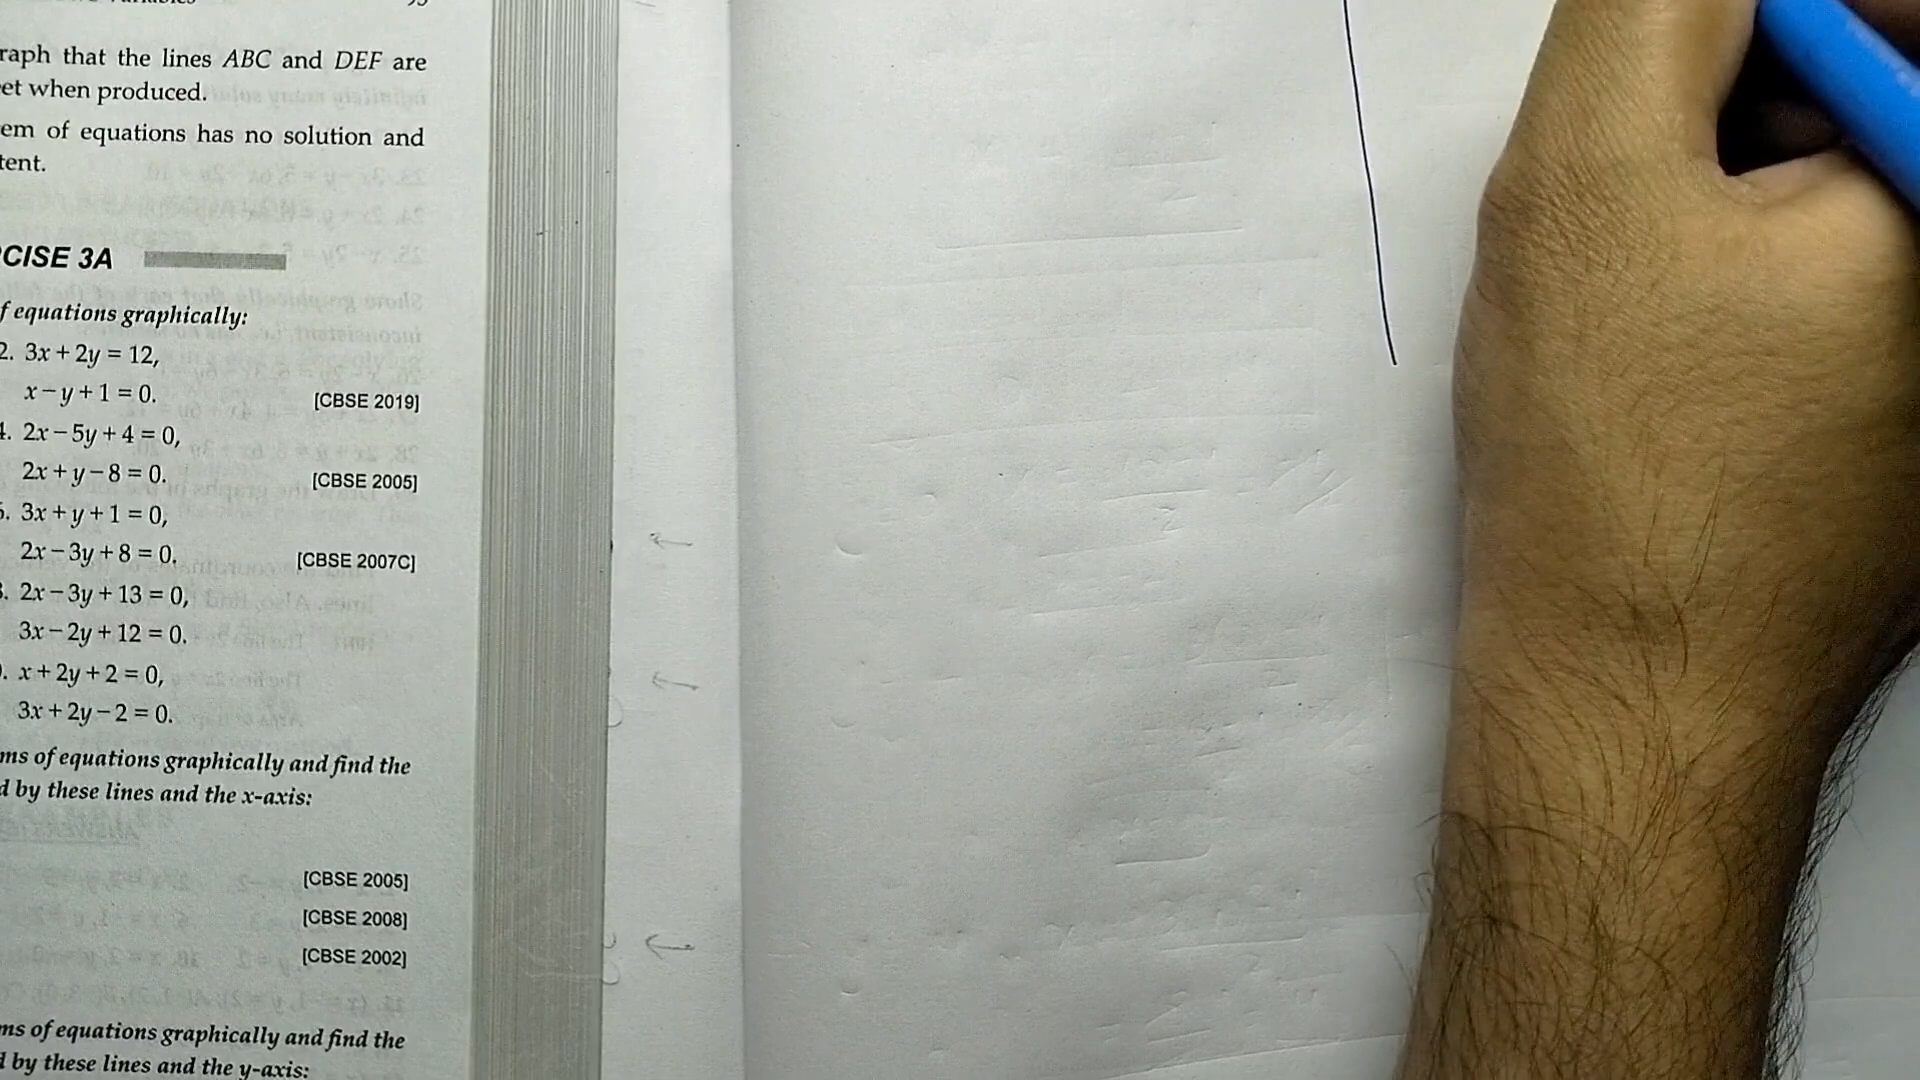 raph that the lines ABC and DEF are
et when produced.
em of equations has no solution and
tent.
CISE 3A
f equations graphically:
2. 3x + 2y = 12,
x − y + 1 = 0. [CBSE 2019]
4. 2x − 5y + 4 = 0,
2x + y − 8 = 0. [CBSE 2005]
6. 3x + y + 1 = 0,
2x − 3y + 8 = 0. [CBSE 2007C]
8. 2x − 3y + 13 = 0,
3x − 2y + 12 = 0.
0. x + 2y + 2 = 0,
3x + 2y − 2 = 0.
ms of equations graphically and find the
d by these lines and the x-axis:
[CBSE 2005]
[CBSE 2008]
[CBSE 2002]
ms of equations graphically and find the
d by these lines and the y-axis: